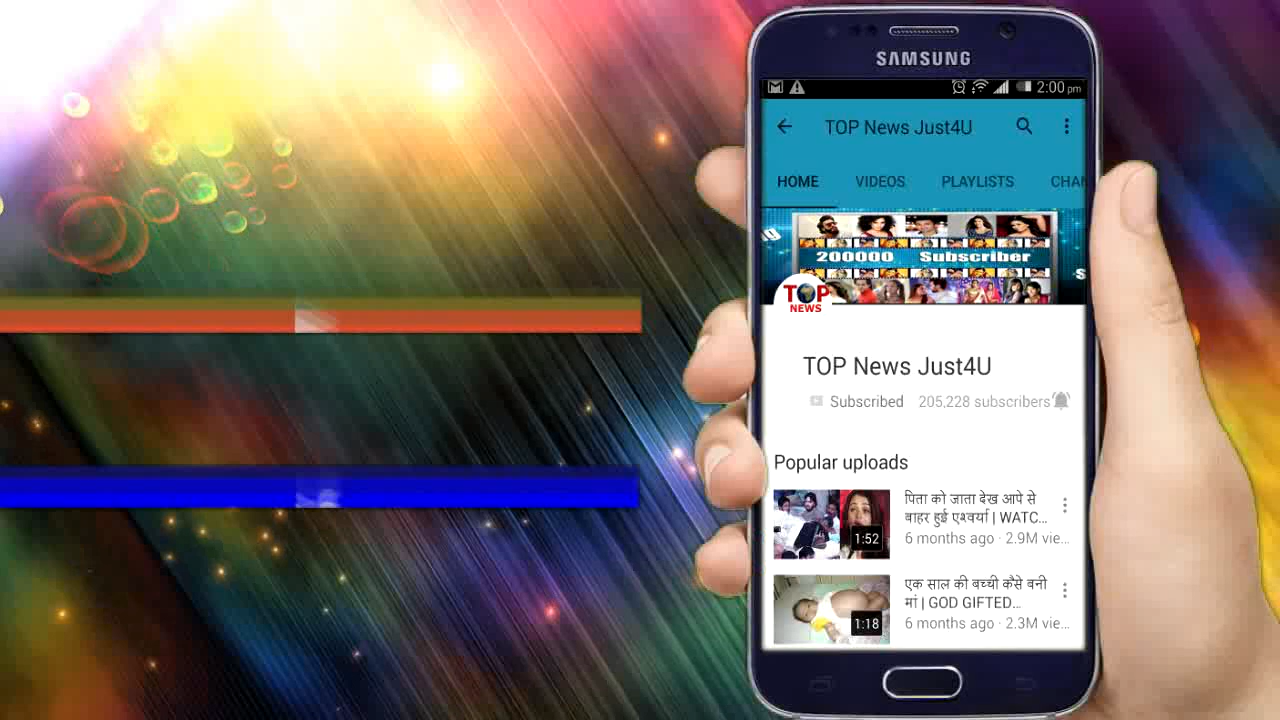 SAMSUNG
2:00 pm
TOP News Just4U
HOME VIDEOS PLAYLISTS CHAN
200000 Subscriber
TOP
NEWS
TOP News Just4U
Subscribed 205,228 subscribers
Popular uploads
पिता को जाता देख आपे से
बाहर हुई एश्वर्या | WATC...
6 months ago · 2.9M vie...
1:52
एक साल की बच्ची कैसे बनी
मां | GOD GIFTED...
6 months ago · 2.3M vie...
1:18